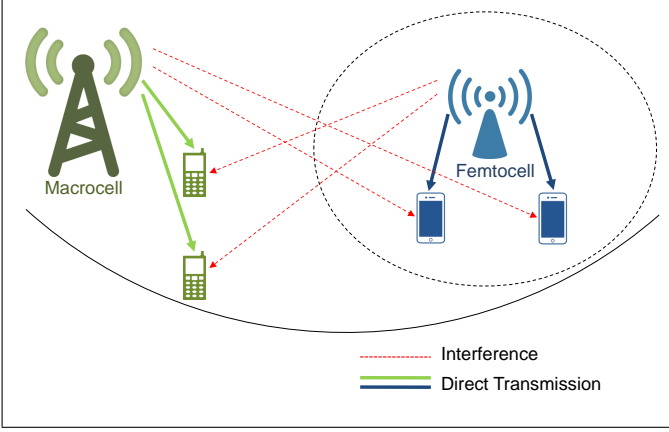 Macrocell
Femtocell
Interference
Direct Transmission